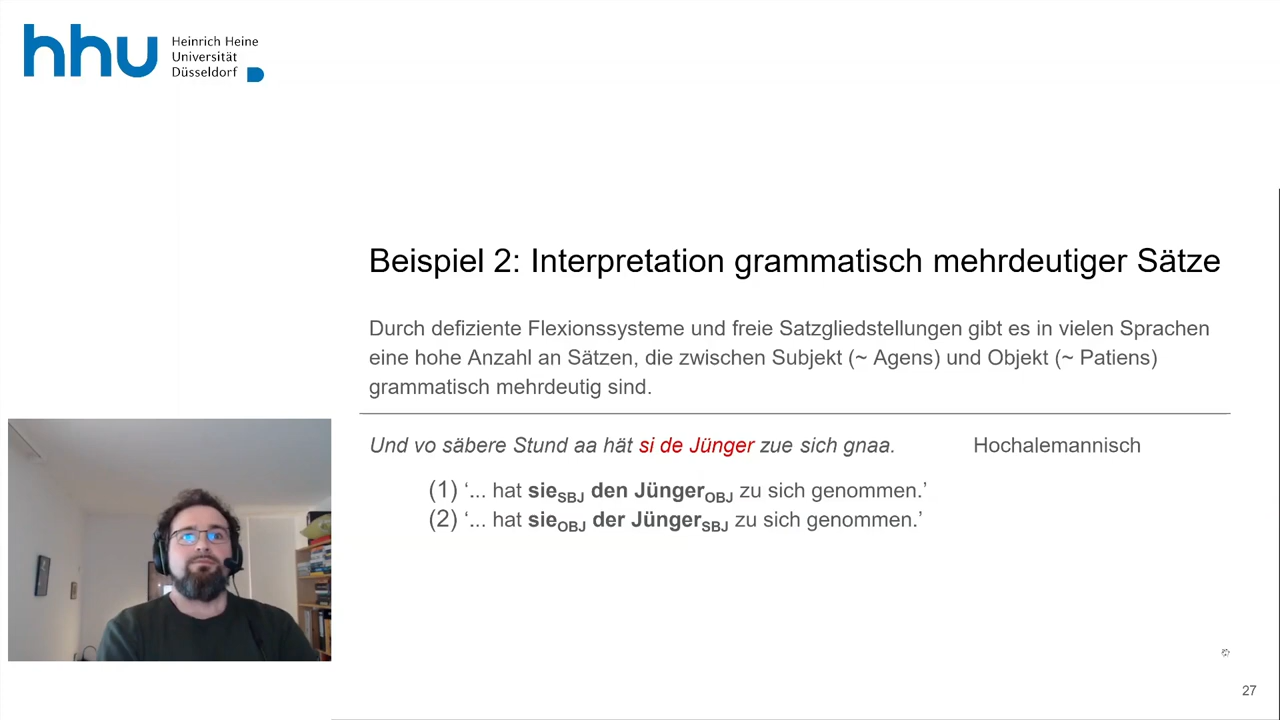 hhu
Heinrich Heine
Universität
Düsseldorf
Beispiel 2: Interpretation grammatisch mehrdeutiger Sätze
Durch defiziente Flexionssysteme und freie Satzgliedstellungen gibt es in vielen Sprachen
eine hohe Anzahl an Sätzen, die zwischen Subjekt (~ Agens) und Objekt (~ Patiens)
grammatisch mehrdeutig sind.
Und vo säbere Stund aa hät si de Jünger zue sich gnaa. Hochalemannisch
(1) ‘... hat sieSBJ den JüngerOBJ zu sich genommen.’
(2) ‘... hat sieOBJ der JüngerSBJ zu sich genommen.’
27